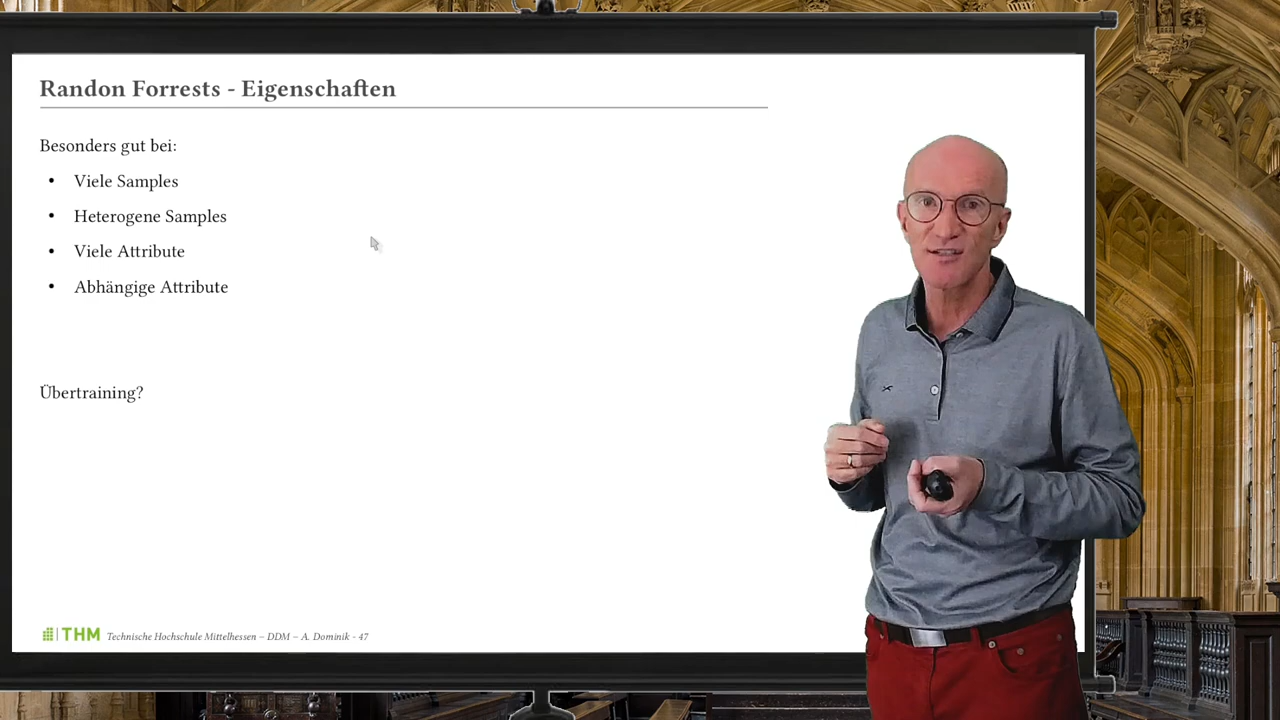 Randon Forrests - Eigenschaften
Besonders gut bei:
• Viele Samples
• Heterogene Samples
• Viele Attribute
• Abhängige Attribute
Übertraining?
THM Technische Hochschule Mittelhessen – DDM – A. Dominik - 47